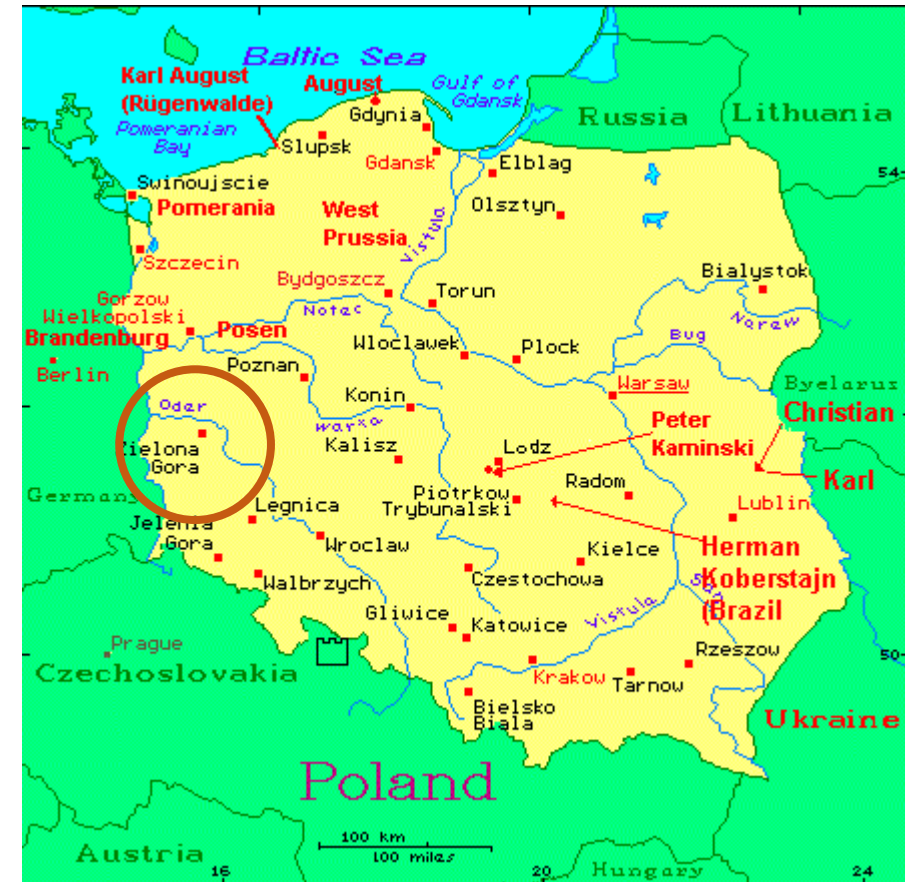 Baltic Sea
Karl August
(Rügenwalde)
August
Gulf of
Gdansk
Pomeranian
Bay
Gdynia
Slupsk
Gdansk
Russia
Lithuania
Elblag
54
Swinoujscie
Pomerania
West
Prussia
Olsztyn
Vistula
Szczecin
Bydgoszcz
Bialystok
Torun
Gorzow
Wielkopolski
Notec
Narew
Brandenburg
Posen
Bug
Wloclawek
Plock
Berlin
Poznan
Warsaw
Byelarus
Konin
Oder
Warxa
Peter
Kaminski
Christian
Zielona
Gora
Kalisz
Lodz
Karl
Germany
Piotrkow
Trybunalski
Radom
Legnica
Lublin
Jelenia
Gora
Wroclaw
Kielce
Herman
Koberstajn
(Brazil
Walbrzych
Czestochowa
San
Gliwice
Katowice
Vistula
Prague
Rzeszow
50
Czechoslovakia
Krakow
Tarnow
Bielsko
Biala
Ukraine
Poland
100 km
100 miles
Austria
16
20
Hungary
24